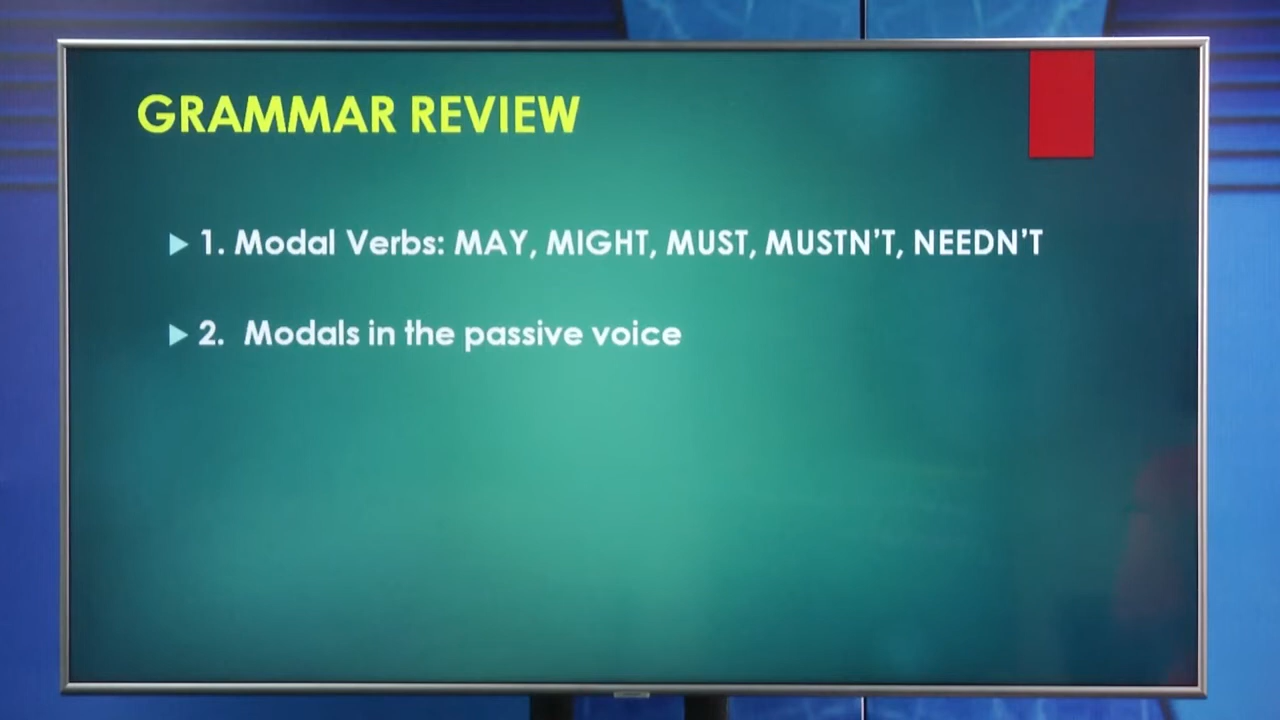 GRAMMAR REVIEW
1. Modal Verbs: MAY, MIGHT, MUST, MUSTN’T, NEEDN’T
2. Modals in the passive voice